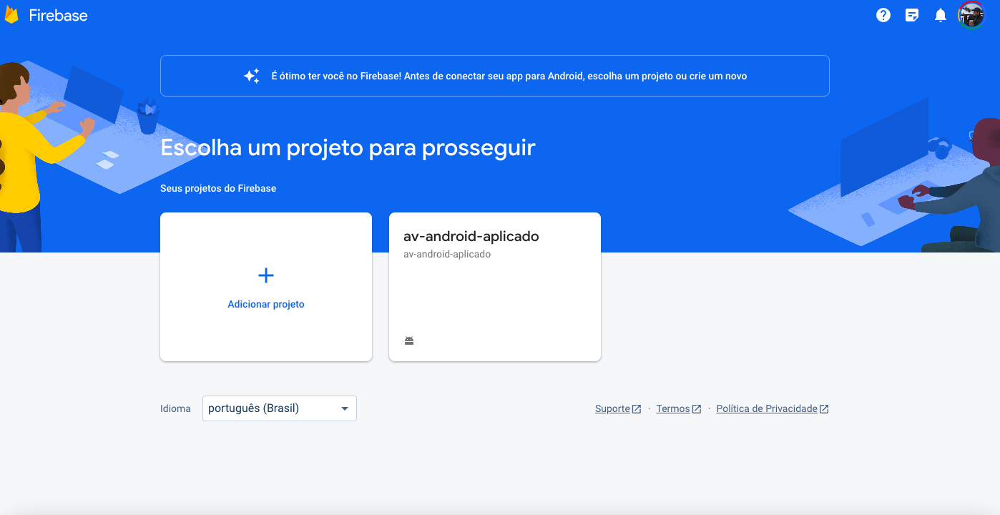 Firebase
É ótimo ter você no Firebase! Antes de conectar seu app para Android, escolha um projeto ou crie um novo
Escolha um projeto para prosseguir
Seus projetos do Firebase
Adicionar projeto
av-android-aplicado
av-android-aplicado
Idioma
português (Brasil)
Suporte · Termos · Política de Privacidade